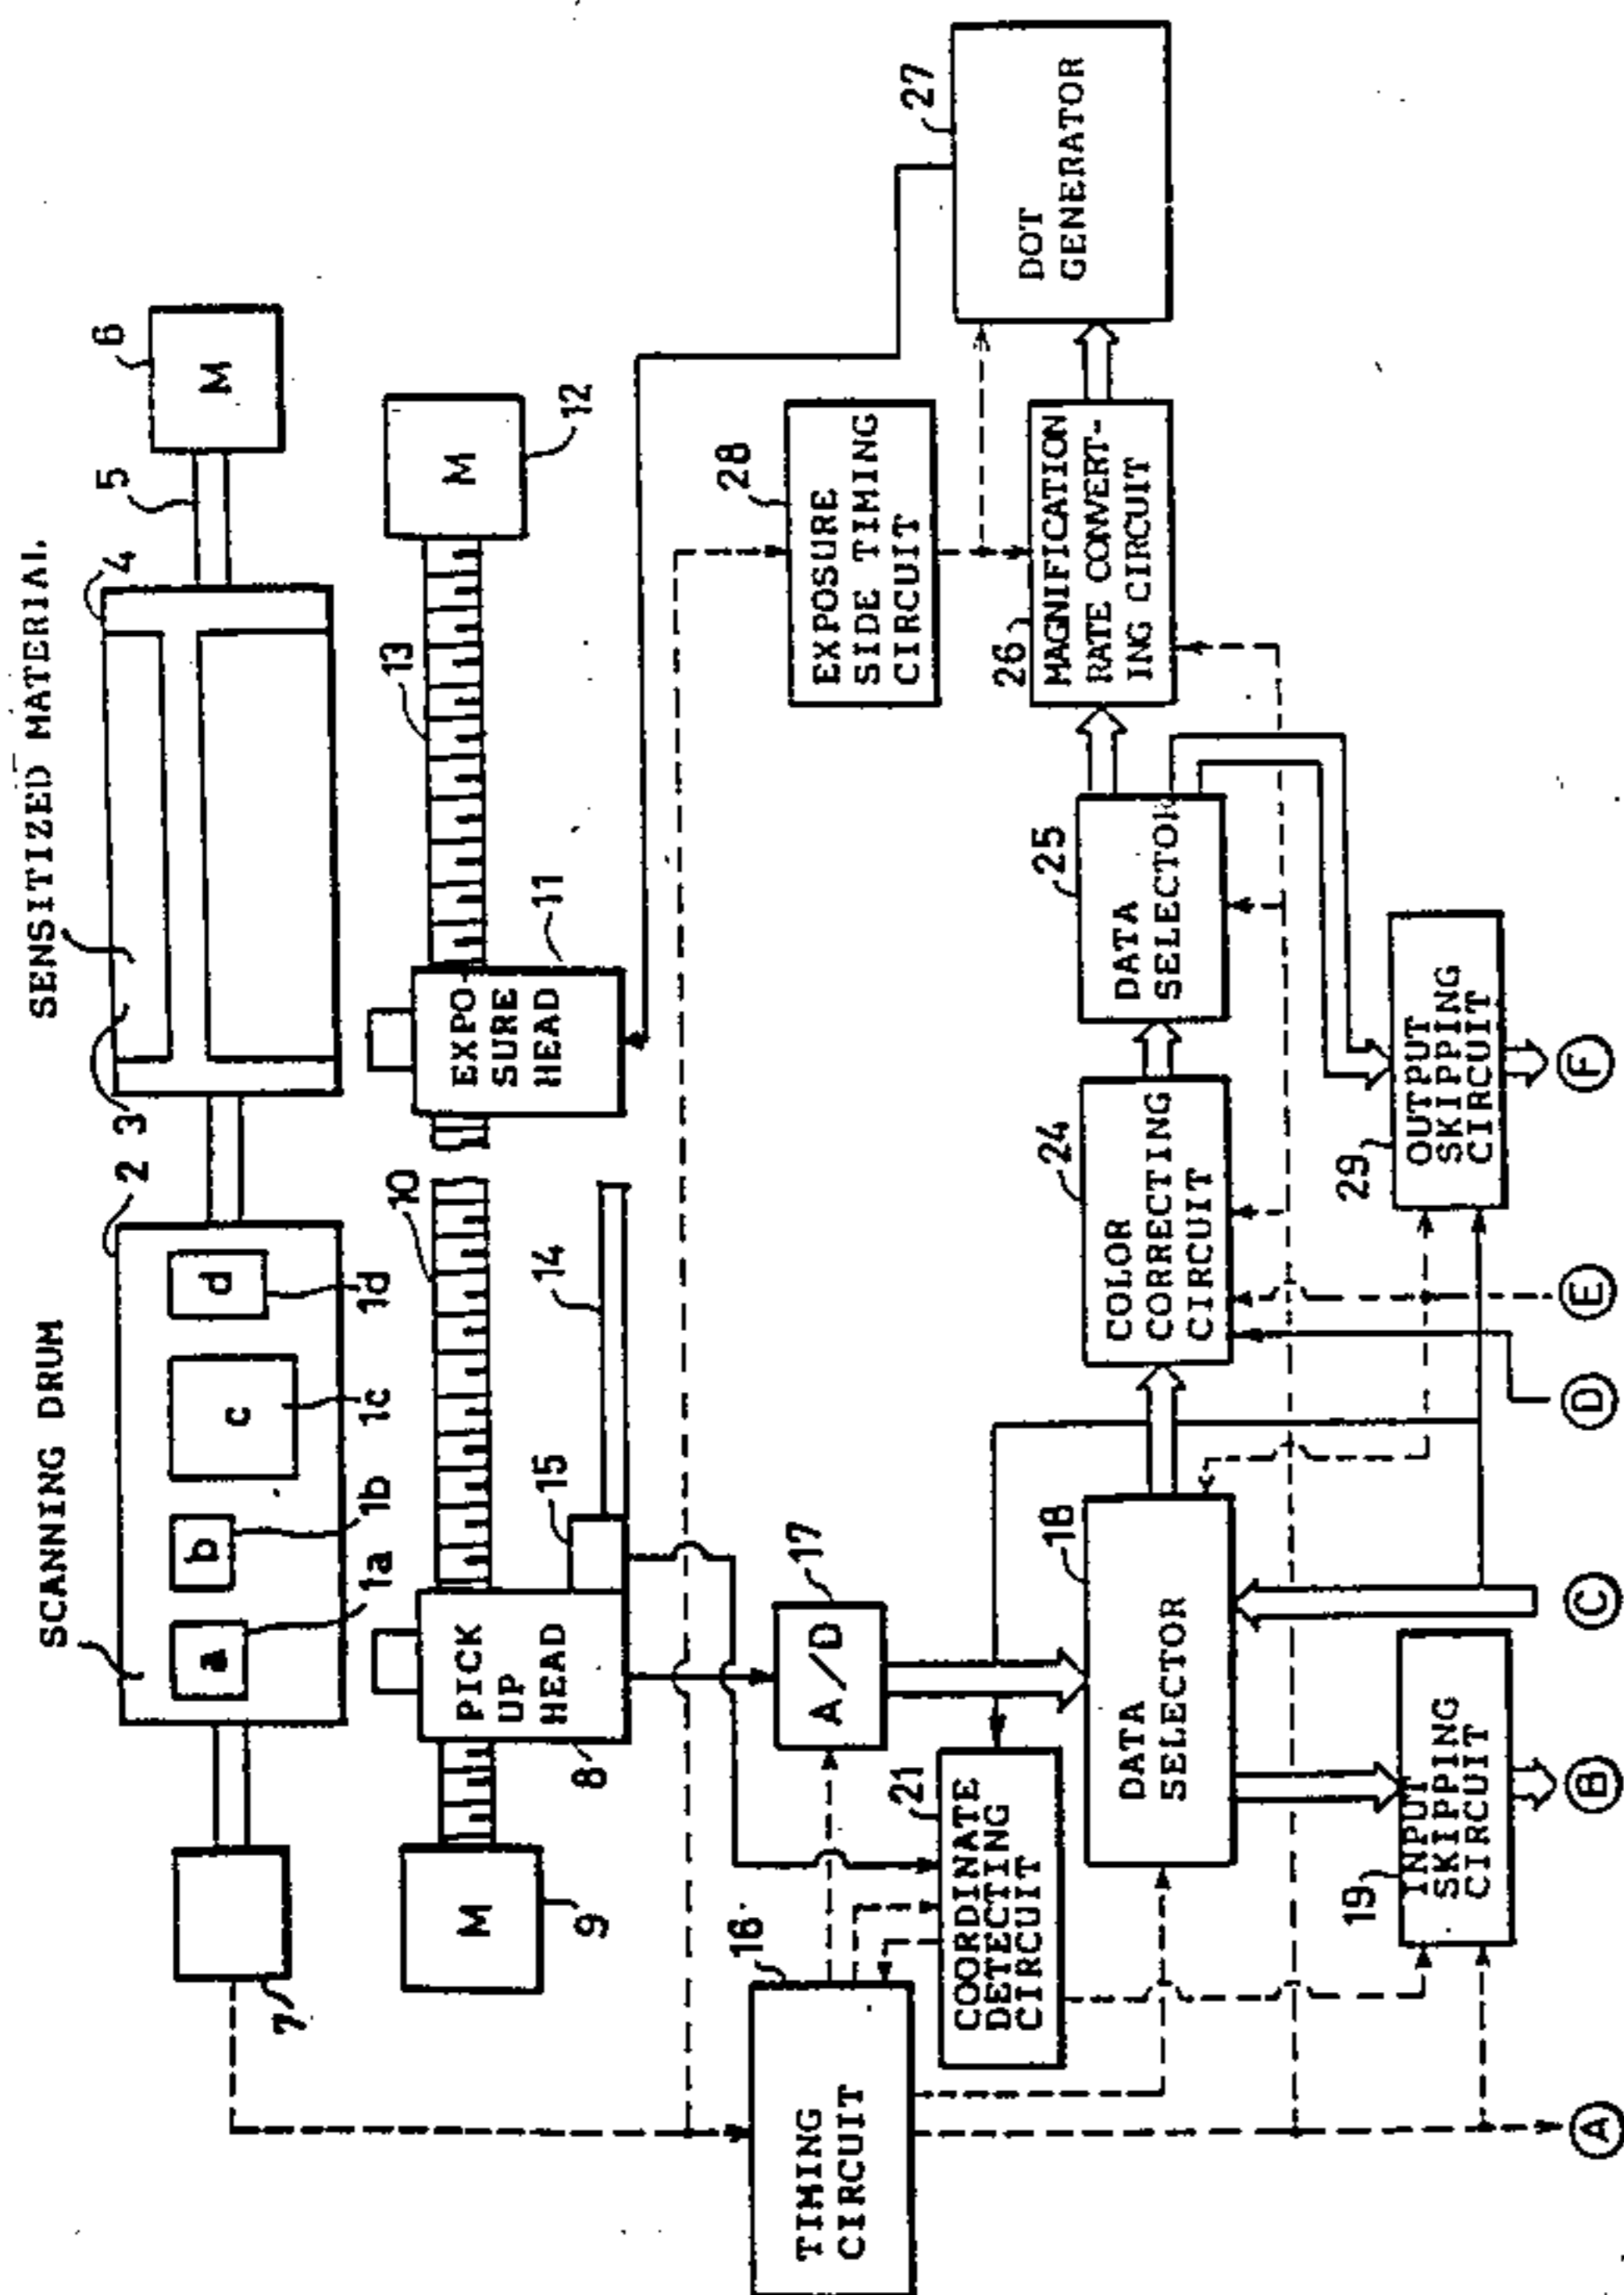 SCANNING DRUM
SENSITIZED MATERIAL
2
3
4
5
6
M
a
b
c
d
1a
1b
1c
1d
7
10
13
M
12
M
9
PICK
UP
HEAD
8
15
14
EXPO-
SURE
HEAD
11
TIMING
CIRCUIT
16
A/D
17
EXPOSURE
SIDE TIMING
CIRCUIT
28
DOT
GENERATOR
27
COORDINATE
DETECTING
CIRCUIT
21
DATA
SELECTOR
18
COLOR
CORRECTING
CIRCUIT
24
DATA
SELECTOR
25
MAGNIFICATION
RATE CONVERT-
ING CIRCUIT
26
INPUT
SKIPPING
CIRCUIT
19
OUTPUT
SKIPPING
CIRCUIT
29
A
B
C
D
E
F